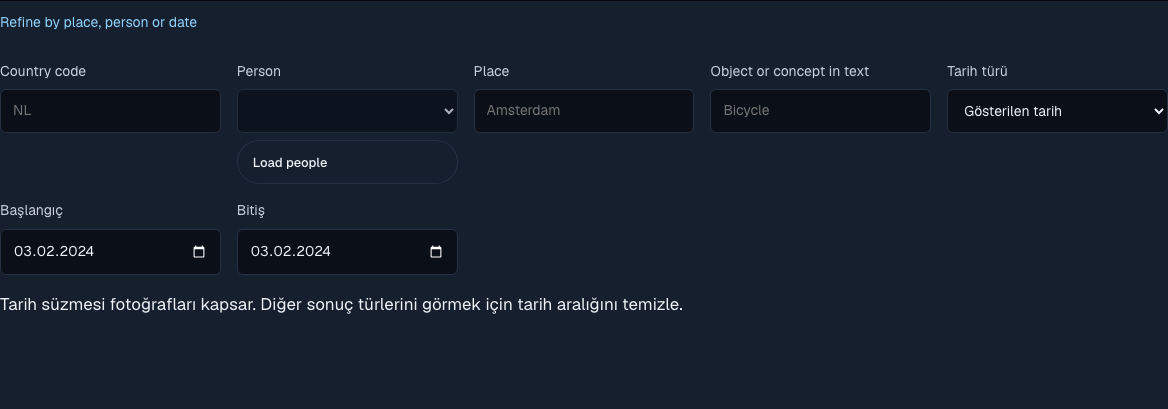 Refine by place, person or date
Country code Person Place Object or concept in text Tarih türü
NL Amsterdam Bicycle Gösterilen tarih
Load people
Başlangıç Bitiş
03.02.2024 03.02.2024
Tarih süzmesi fotoğrafları kapsar. Diğer sonuç türlerini görmek için tarih aralığını temizle.